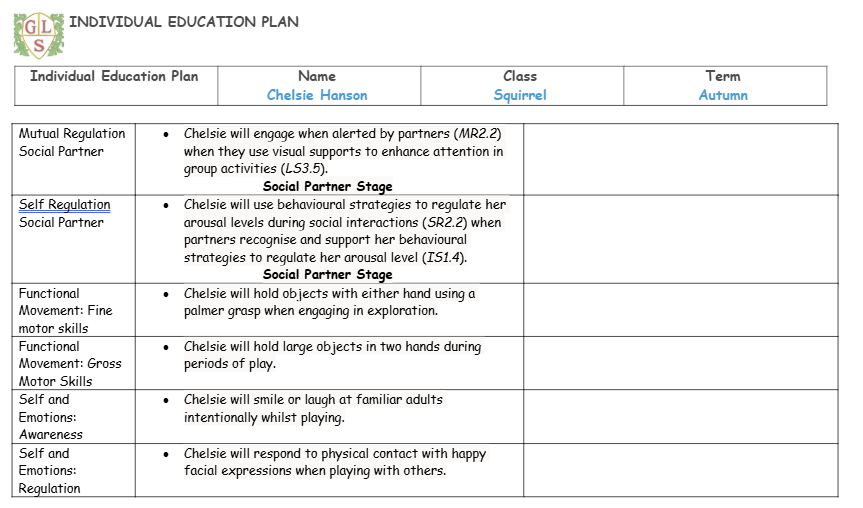 GL
S
INDIVIDUAL EDUCATION PLAN
Individual Education Plan
Name
Chelsie Hanson
Class
Squirrel
Term
Autumn
Mutual Regulation
Social Partner
• Chelsie will engage when alerted by partners (MR2.2)
when they use visual supports to enhance attention in
group activities (LS3.5).
Social Partner Stage
Self Regulation
Social Partner
• Chelsie will use behavioural strategies to regulate her
arousal levels during social interactions (SR2.2) when
partners recognise and support her behavioural
strategies to regulate her arousal level (IS1.4).
Social Partner Stage
Functional
Movement: Fine
motor skills
• Chelsie will hold objects with either hand using a
palmer grasp when engaging in exploration.
Functional
Movement: Gross
Motor Skills
• Chelsie will hold large objects in two hands during
periods of play.
Self and
Emotions:
Awareness
• Chelsie will smile or laugh at familiar adults
intentionally whilst playing.
Self and
Emotions:
Regulation
• Chelsie will respond to physical contact with happy
facial expressions when playing with others.